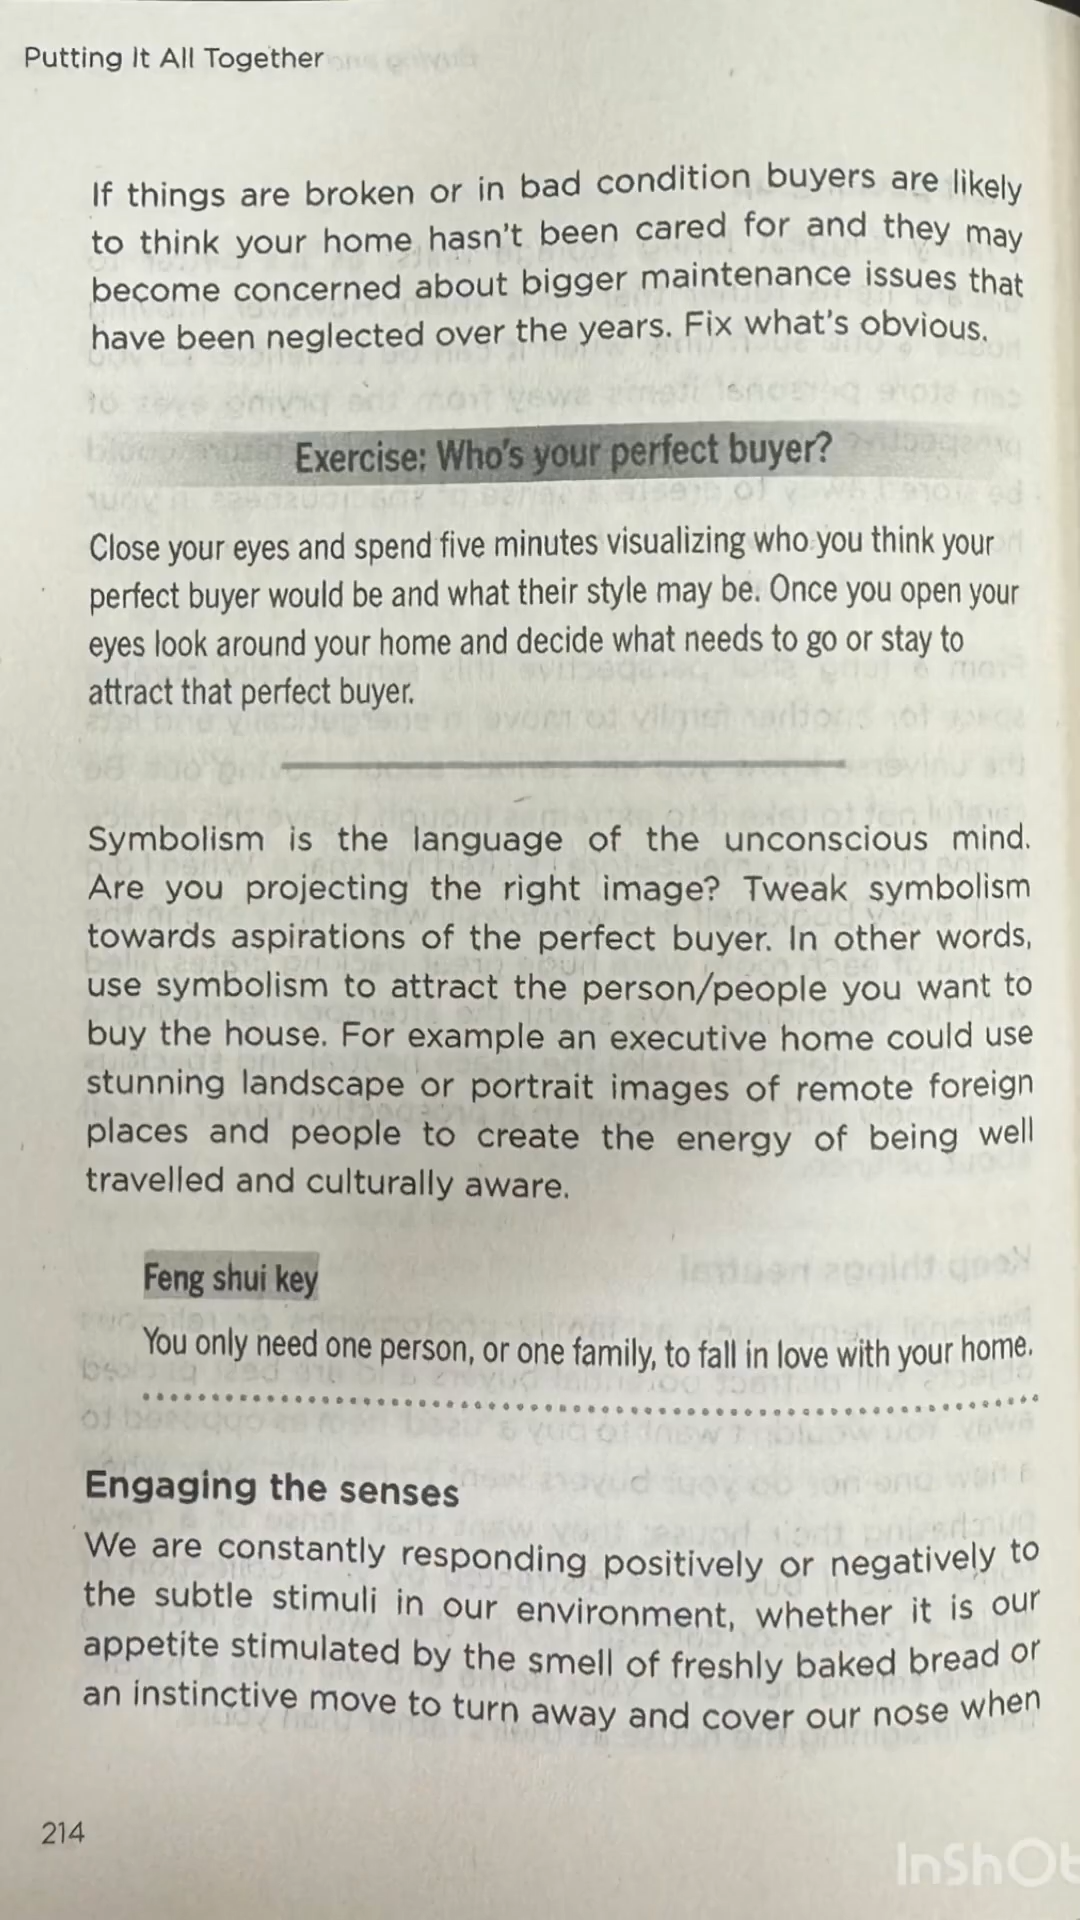 Putting It All Together
If things are broken or in bad condition buyers are likely
to think your home hasn't been cared for and they may
become concerned about bigger maintenance issues that
have been neglected over the years. Fix what's obvious.
Exercise: Who's your perfect buyer?
Close your eyes and spend five minutes visualizing who you think your
perfect buyer would be and what their style may be. Once you open your
eyes look around your home and decide what needs to go or stay to
attract that perfect buyer.
Symbolism is the language of the unconscious mind.
Are you projecting the right image? Tweak symbolism
towards aspirations of the perfect buyer. In other words,
use symbolism to attract the person/people you want to
buy the house. For example an executive home could use
stunning landscape or portrait images of remote foreign
places and people to create the energy of being well
travelled and culturally aware.
Feng shui key
You only need one person, or one family, to fall in love with your home.
Engaging the senses
We are constantly responding positively or negatively to
the subtle stimuli in our environment, whether it is our
appetite stimulated by the smell of freshly baked bread or
an instinctive move to turn away and cover our nose when
214
InShOt